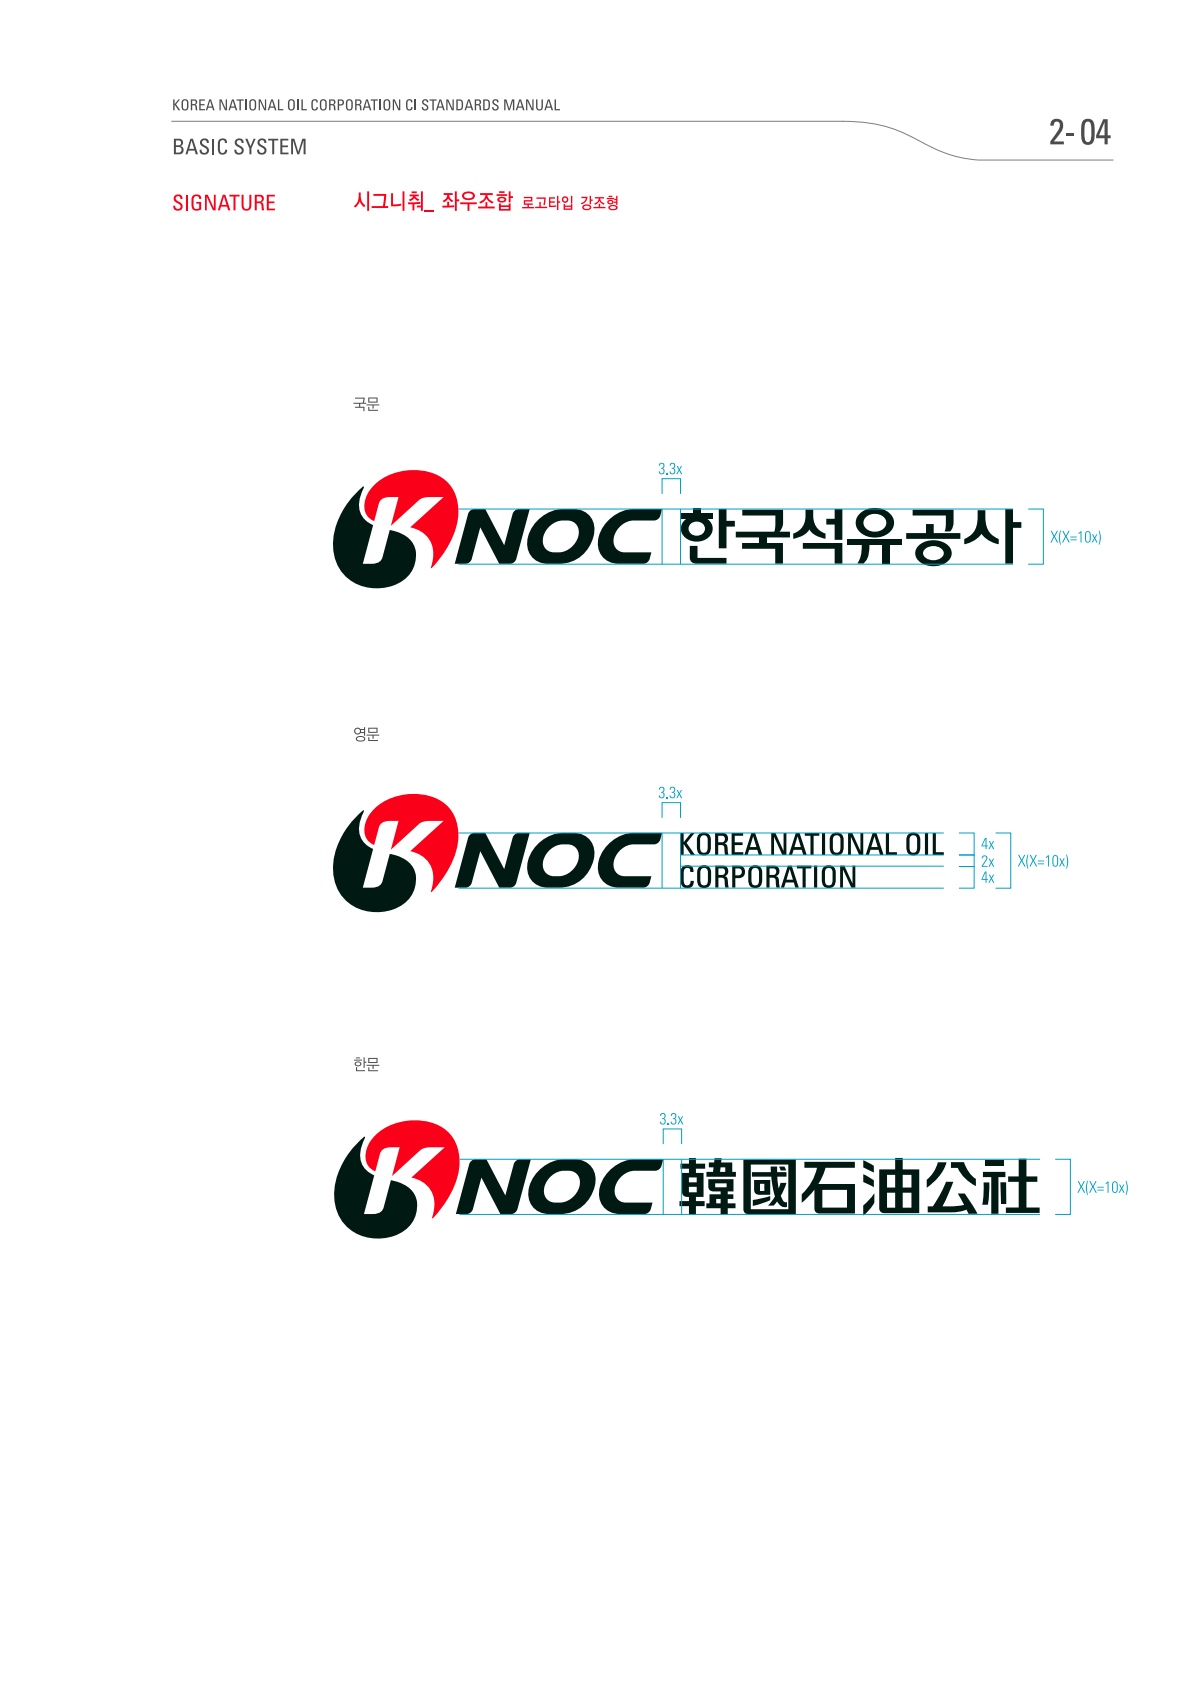 KOREA NATIONAL OIL CORPORATION CI STANDARDS MANUAL
2-04
BASIC SYSTEM
SIGNATURE 시그니춰_ 좌우조합 로고타입 강조형
국문
3.3x
KNOC 한국석유공사 X(X=10x)
영문
3.3x
KNOC KOREA NATIONAL OIL 4x
2x X(X=10x)
CORPORATION 4x
한문
3.3x
KNOC 韓國石油公社 X(X=10x)